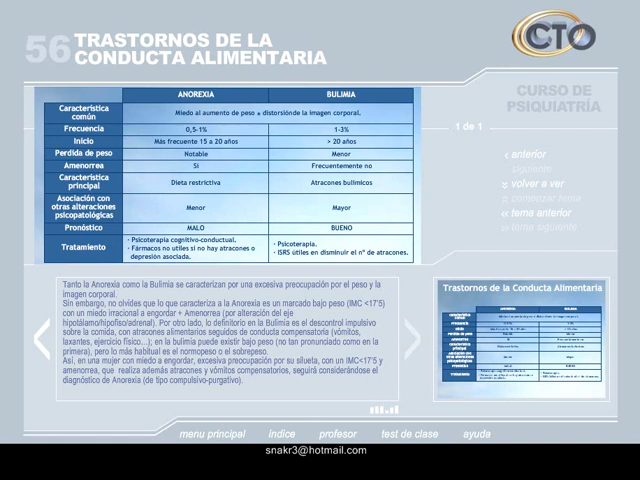 56 TRASTORNOS DE LA
CONDUCTA ALIMENTARIA
CTO
CURSO DE
PSIQUIATRÍA
1 de 1
ANOREXIA BULIMIA
Característica común Miedo al aumento de peso + distorsiónde la imagen corporal.
Frecuencia 0,5-1% 1-3%
Inicio Más frecuente 15 a 20 años > 20 años
Perdida de peso Notable Menor
Amenorrea Si Frecuentemente no
Característica principal Dieta restrictiva Atracones bulímicos
Asociación con otras alteraciones psicopatológicas Menor Mayor
Pronóstico MALO BUENO
Tratamiento
· Psicoterapia cognitivo-conductual.
· Fármacos no utiles si no hay atracones o depresión asociada.
· Psicoterapia.
· ISRS útiles en disminuir el nº de atracones.
anterior
siguiente
volver a ver
comenzar tema
tema anterior
tema siguiente
Tanto la Anorexia como la Bulimia se caracterizan por una excesiva preocupación por el peso y la
imagen corporal.
Sin embargo, no olvides que lo que caracteriza a la Anorexia es un marcado bajo peso (IMC <17'5)
con un miedo irracional a engordar + Amenorrea (por alteración del eje
hipotálamo/hipofiso/adrenal). Por otro lado, lo definitorio en la Bulimia es el descontrol impulsivo
sobre la comida, con atracones alimentarios seguidos de conduta compensatoria (vómitos,
laxantes, ejercicio físico...); en la bulimia puede existir bajo peso (no tan pronunciado como en la
primera), pero lo más habitual es el normopeso o el sobrepeso.
Así, en una mujer con miedo a engordar, excesiva preocupación por su silueta, con un IMC<17'5 y
amenorrea, que realiza además atracones y vómitos compensatorios, seguirá considerándose el
diagnóstico de Anorexia (de tipo compulsivo-purgativo).
Trastornos de la Conducta Alimentaria
menu principal indice profesor test de clase ayuda
snakr3@hotmail.com